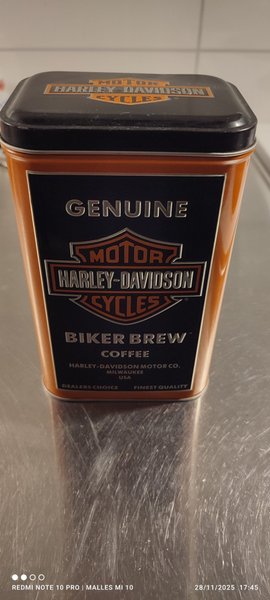 MOTOR
HARLEY-DAVIDSON
CYCLES
GENUINE
MOTOR
HARLEY-DAVIDSON
CYCLES
BIKER BREW
COFFEE
HARLEY-DAVIDSON MOTOR CO.
MILWAUKEE
USA
DEALERS CHOICE FINEST QUALITY
REDMI NOTE 10 PRO | MALLES MI 10 28/11/2025 17:45